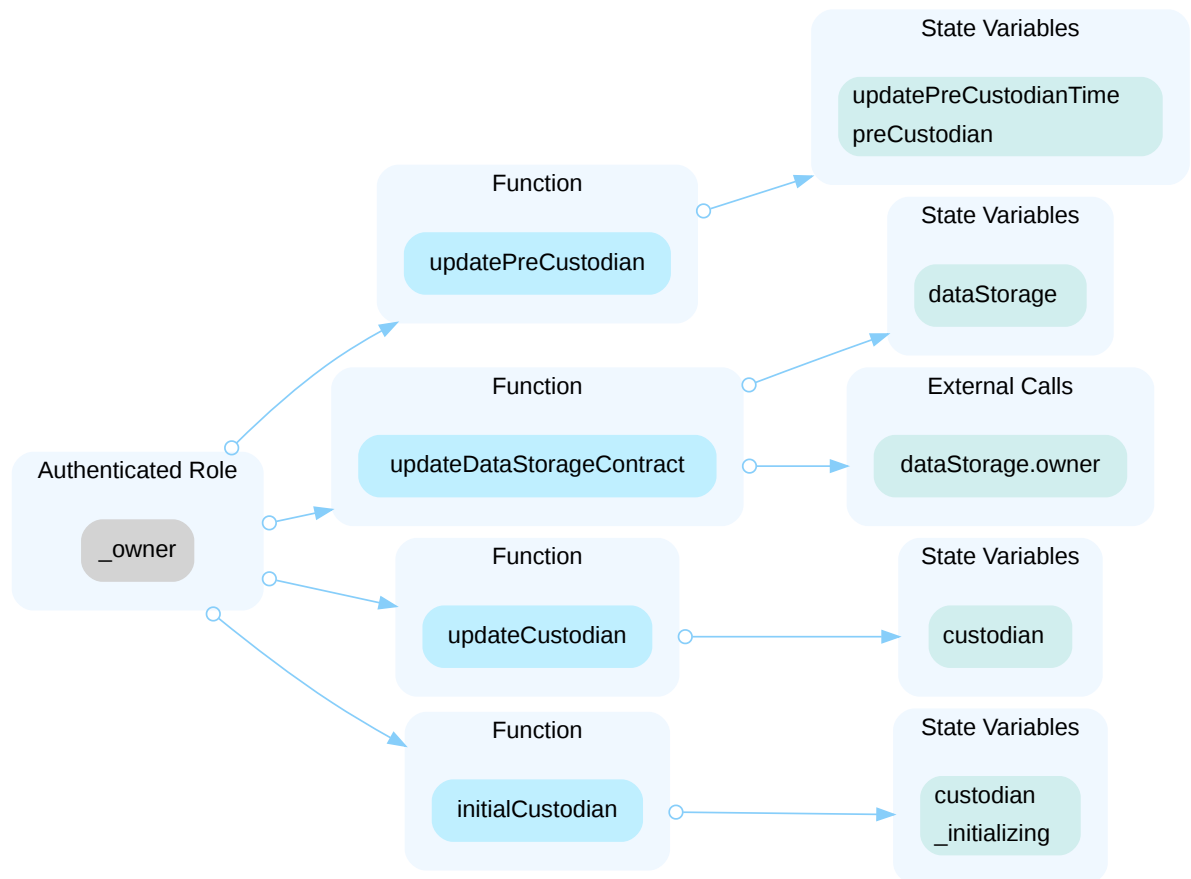 Authenticated Role
_owner
Function
updatePreCustodian
State Variables
updatePreCustodianTime
preCustodian
Function
updateDataStorageContract
State Variables
dataStorage
External Calls
dataStorage.owner
Function
updateCustodian
State Variables
custodian
Function
initialCustodian
State Variables
custodian
_initializing